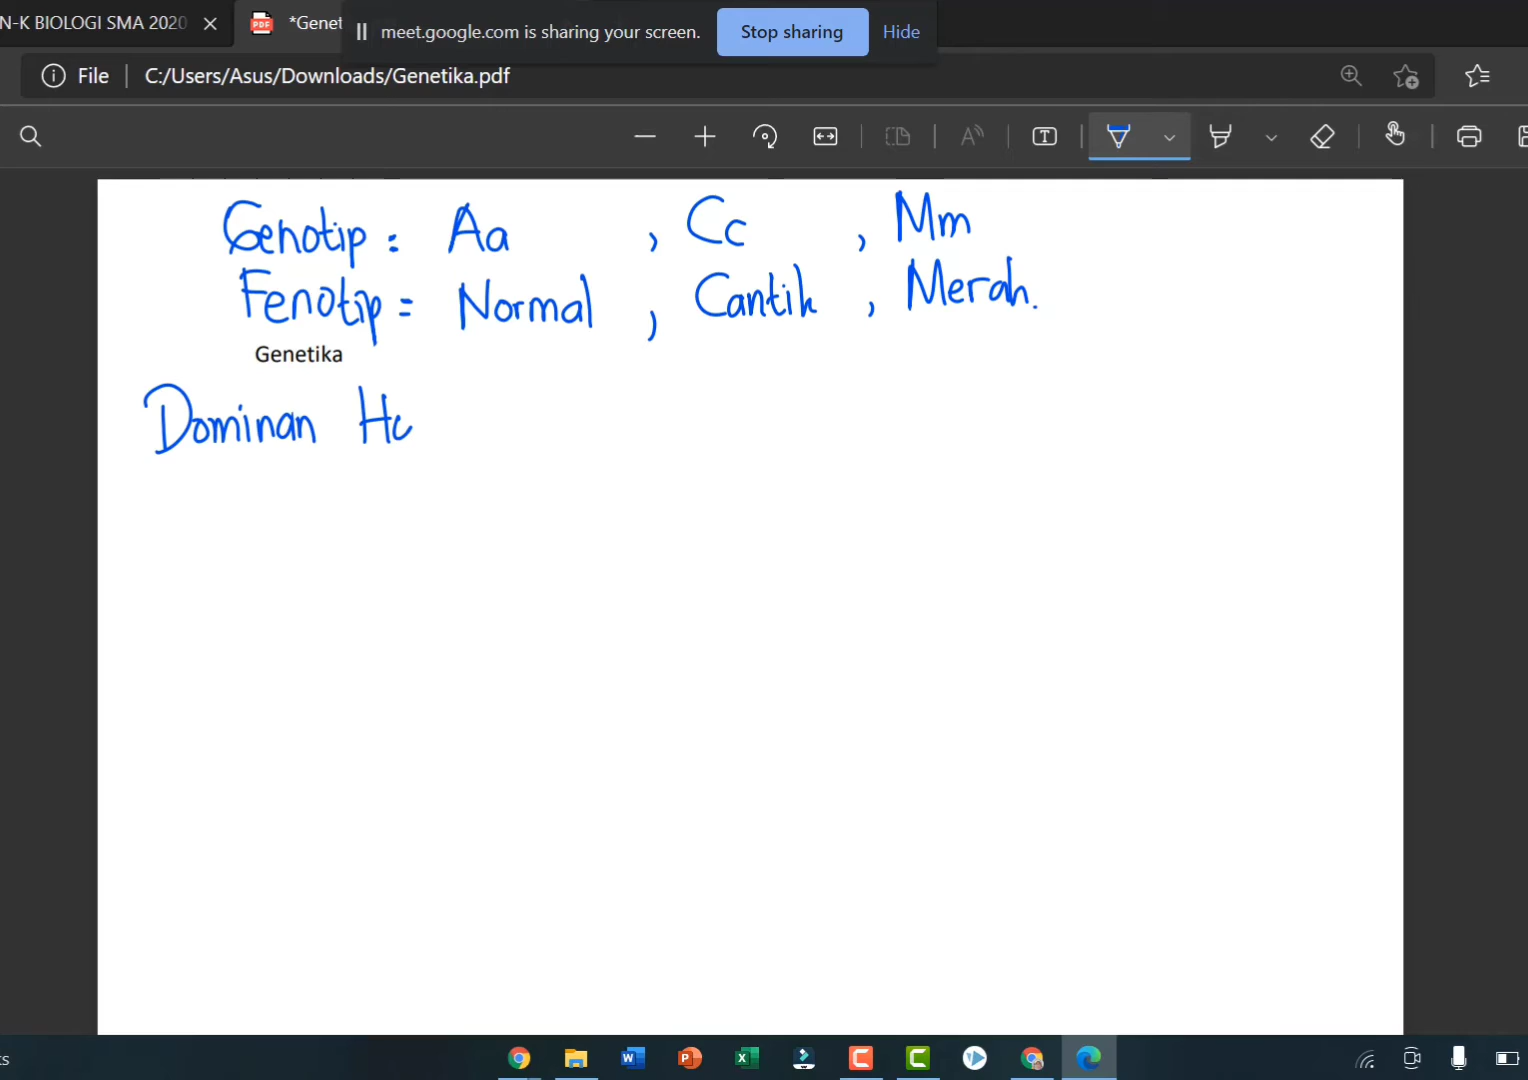 N-K BIOLOGI SMA 2020
*Genet
meet.google.com is sharing your screen.
Stop sharing
Hide
File
C:/Users/Asus/Downloads/Genetika.pdf
Genotip = Aa , Cc , Mm
Fenotip = Normal , Cantik , Merah.
Genetika
Dominan Ho